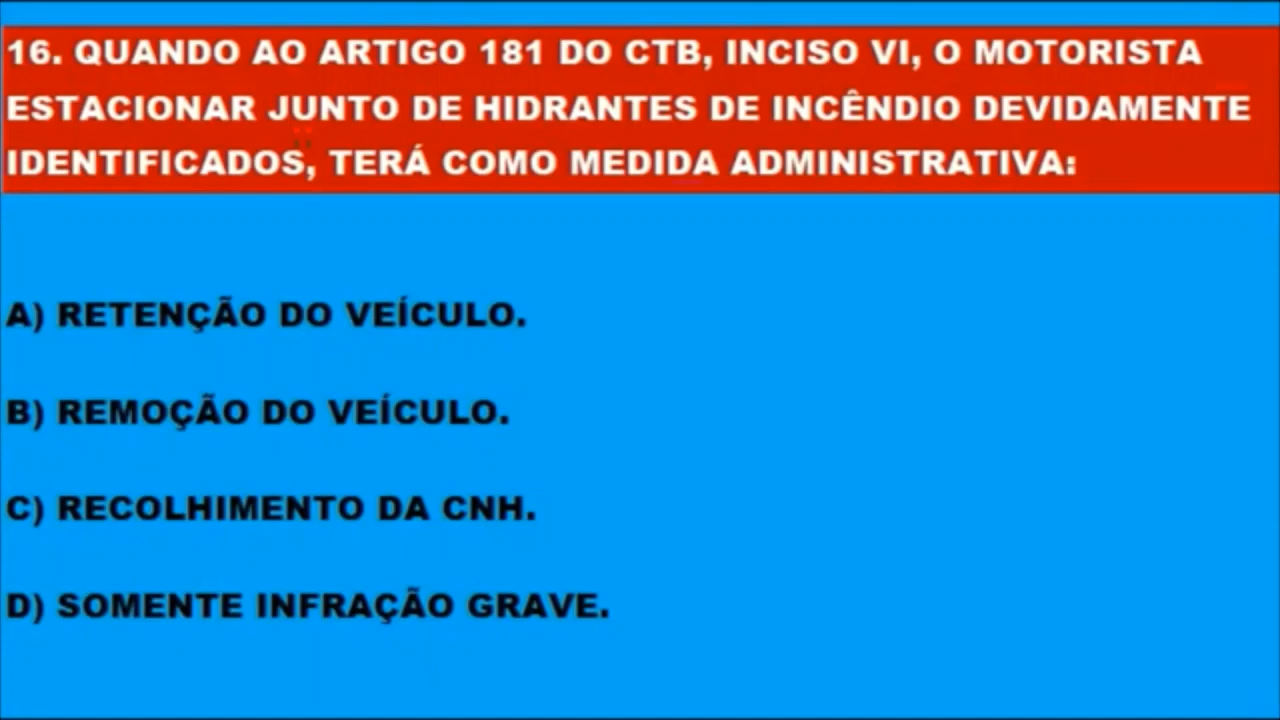 16. QUANDO AO ARTIGO 181 DO CTB, INCISO VI, O MOTORISTA
ESTACIONAR JUNTO DE HIDRANTES DE INCÊNDIO DEVIDAMENTE
IDENTIFICADOS, TERÁ COMO MEDIDA ADMINISTRATIVA:
A) RETENÇÃO DO VEÍCULO.
B) REMOÇÃO DO VEÍCULO.
C) RECOLHIMENTO DA CNH.
D) SOMENTE INFRAÇÃO GRAVE.